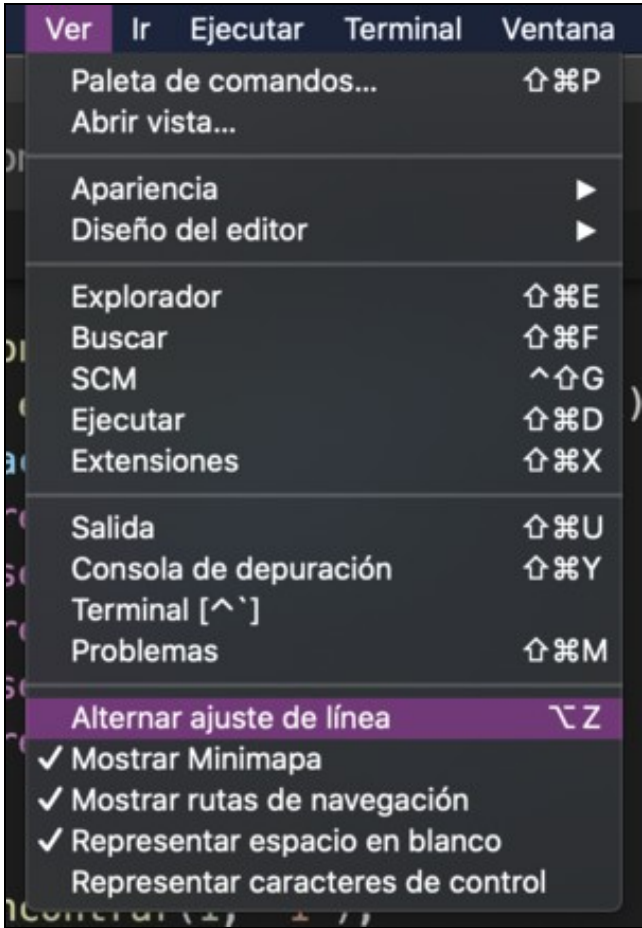 Ver Ir Ejecutar Terminal Ventana
Paleta de comandos... ⇧⌘P
Abrir vista...
Apariencia ▶
Diseño del editor ▶
Explorador ⇧⌘E
Buscar ⇧⌘F
SCM ^⇧G
Ejecutar ⇧⌘D
Extensiones ⇧⌘X
Salida ⇧⌘U
Consola de depuración ⇧⌘Y
Terminal [^`]
Problemas ⇧⌘M
Alternar ajuste de línea ⌥Z
✓ Mostrar Minimapa
✓ Mostrar rutas de navegación
✓ Representar espacio en blanco
Representar caracteres de control